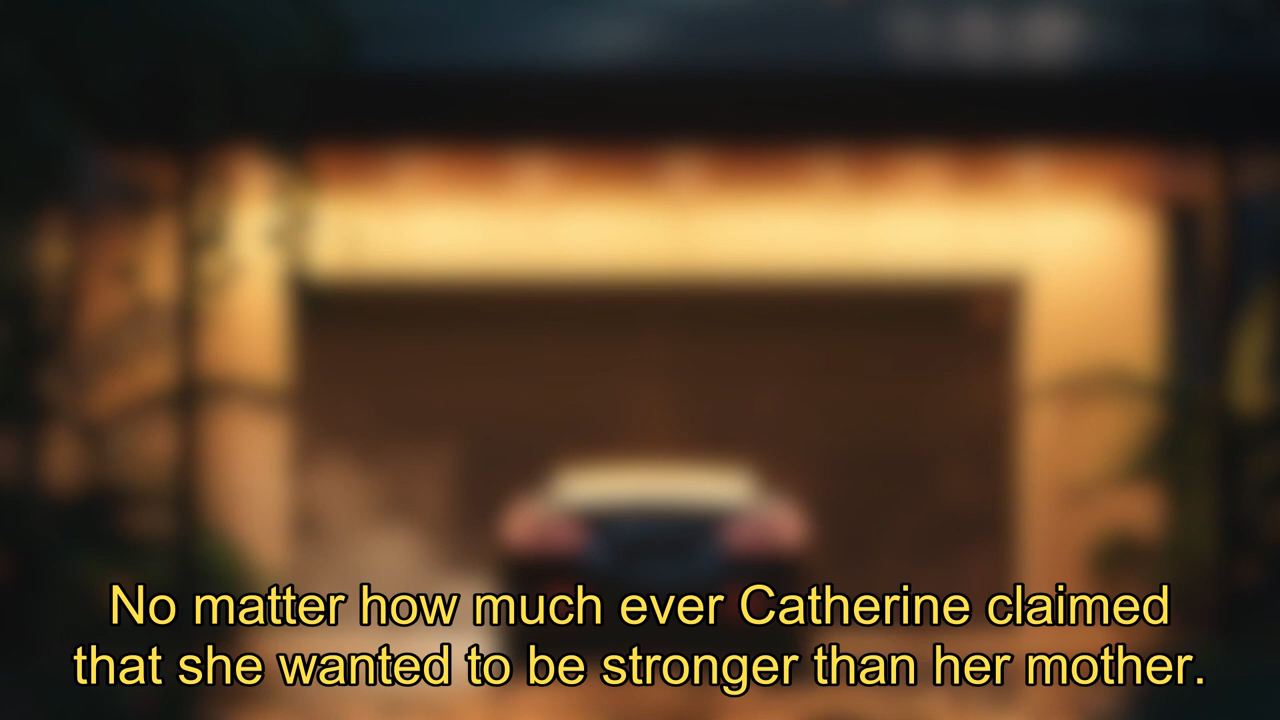 No matter how much ever Catherine claimed
that she wanted to be stronger than her mother.